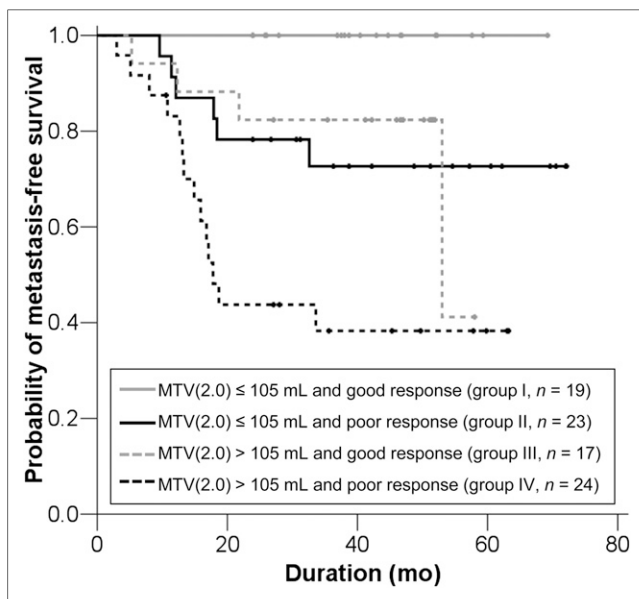 Probability of metastasis-free survival
1.0
0.8
0.6
0.4
0.2
0.0
MTV(2.0) ≤ 105 mL and good response (group I, n = 19)
MTV(2.0) ≤ 105 mL and poor response (group II, n = 23)
MTV(2.0) > 105 mL and good response (group III, n = 17)
MTV(2.0) > 105 mL and poor response (group IV, n = 24)
0 20 40 60 80
Duration (mo)